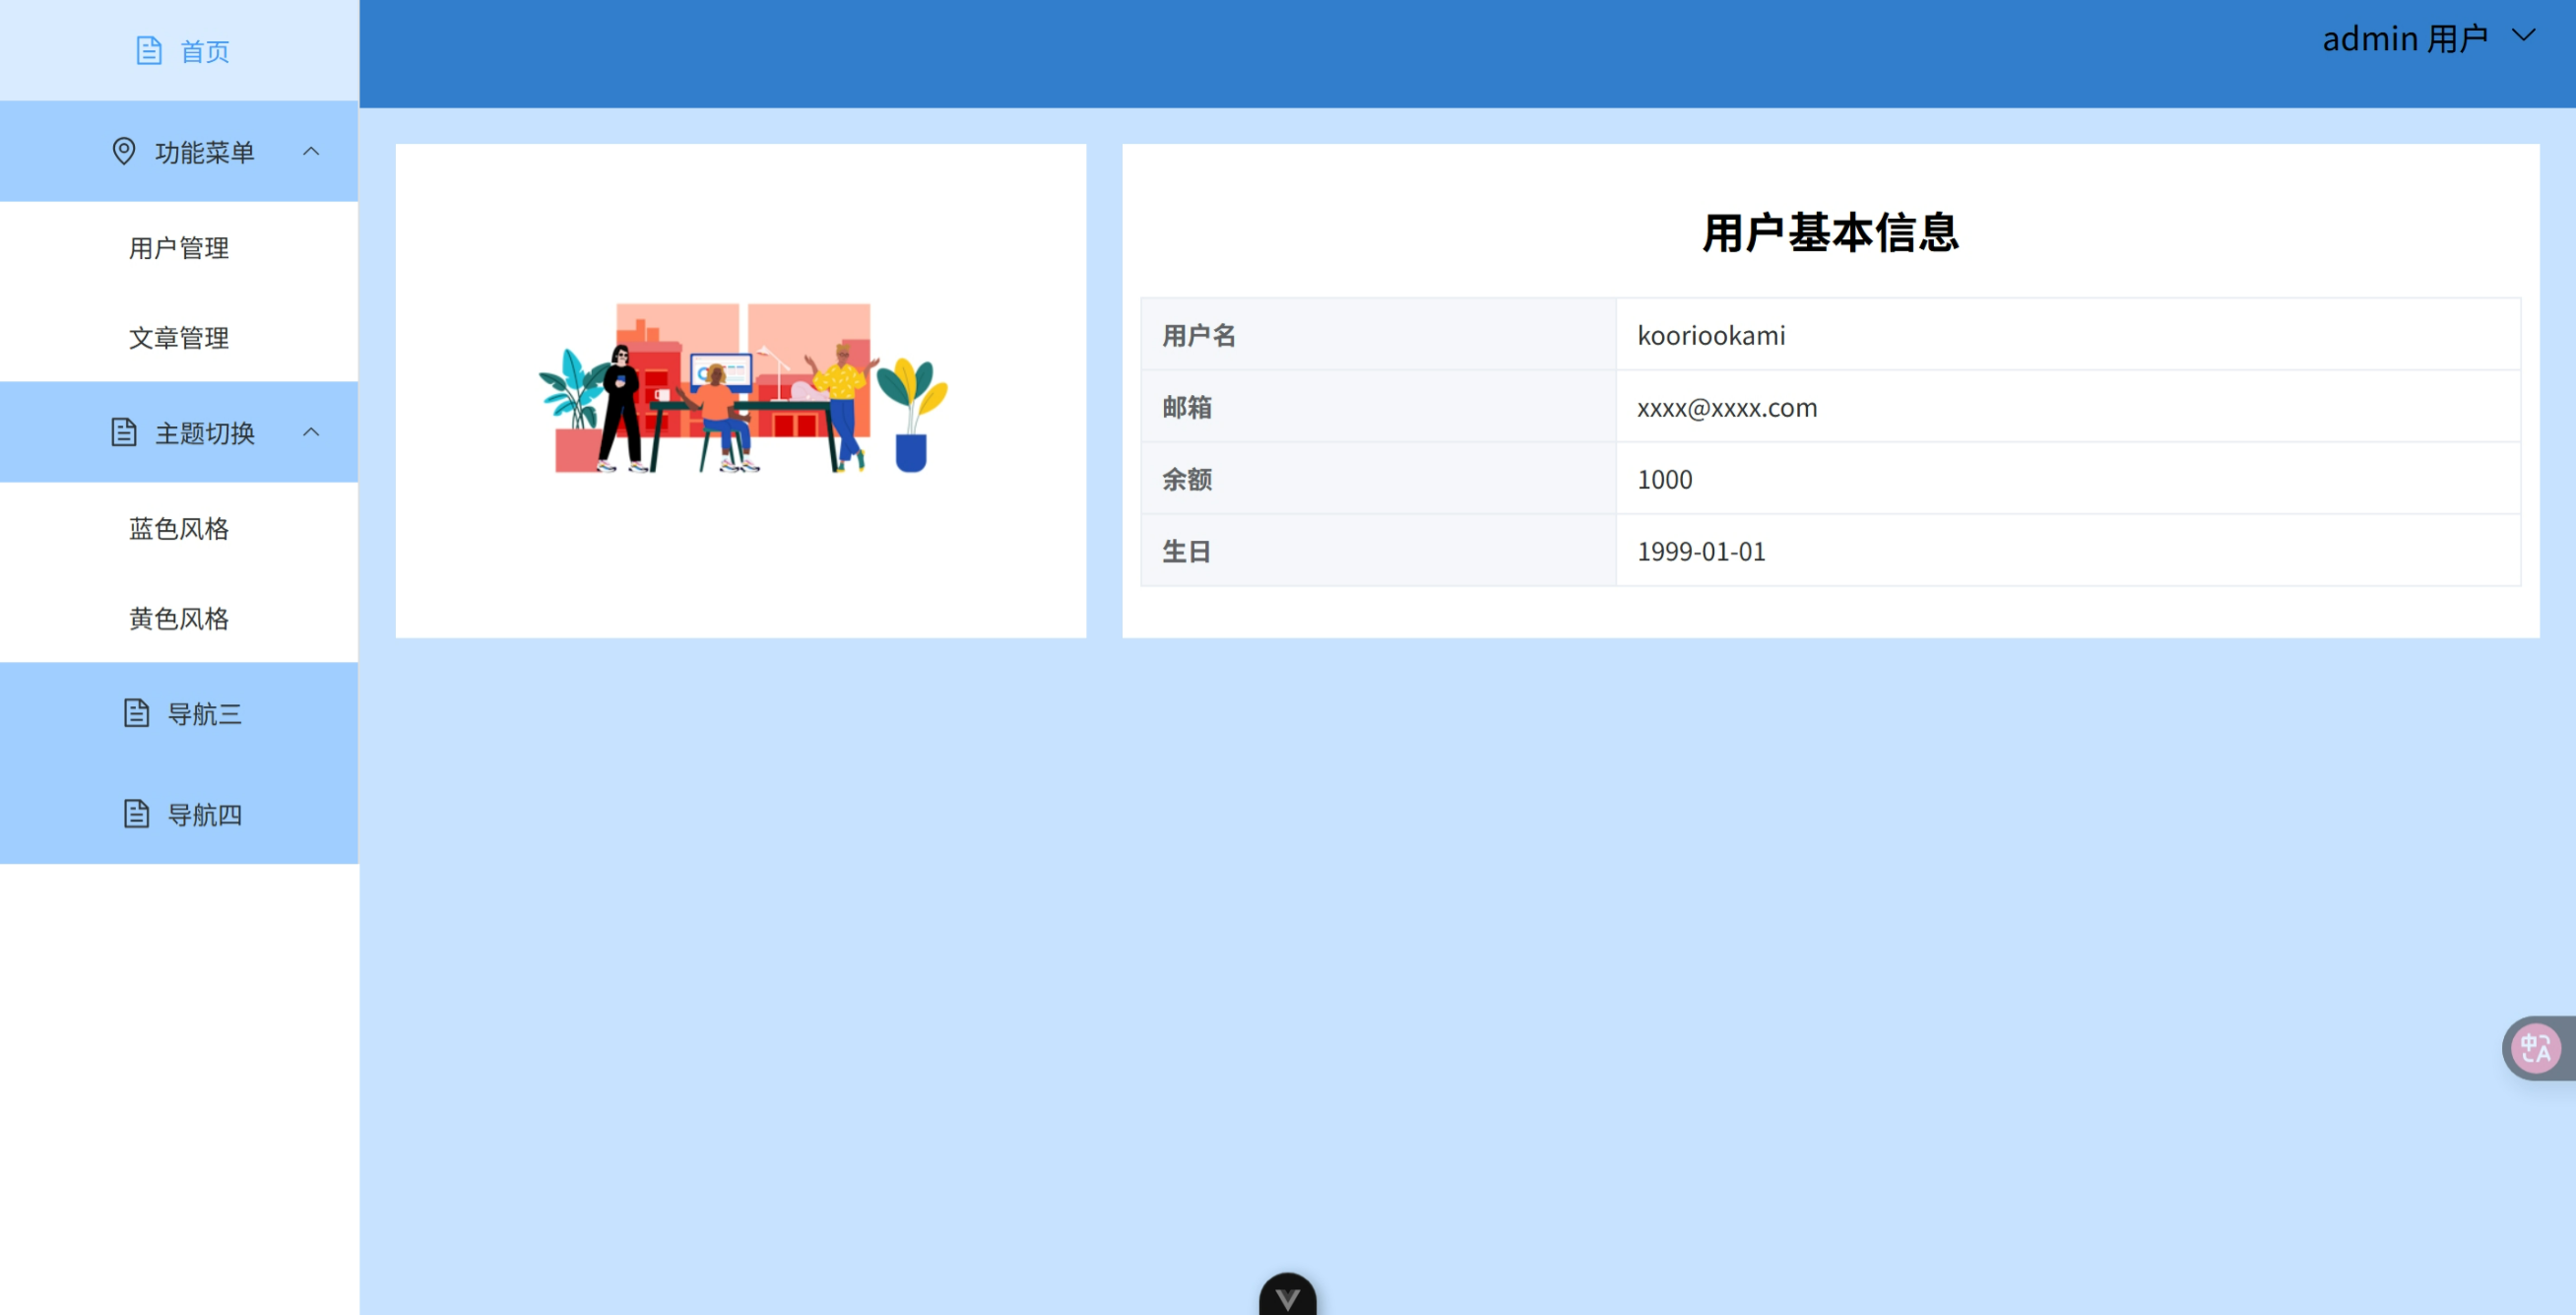 首页
功能菜单
用户管理
文章管理
主题切换
蓝色风格
黄色风格
导航三
导航四
admin 用户
用户基本信息
用户名 kooriookami
邮箱 xxxx@xxxx.com
余额 1000
生日 1999-01-01
中A